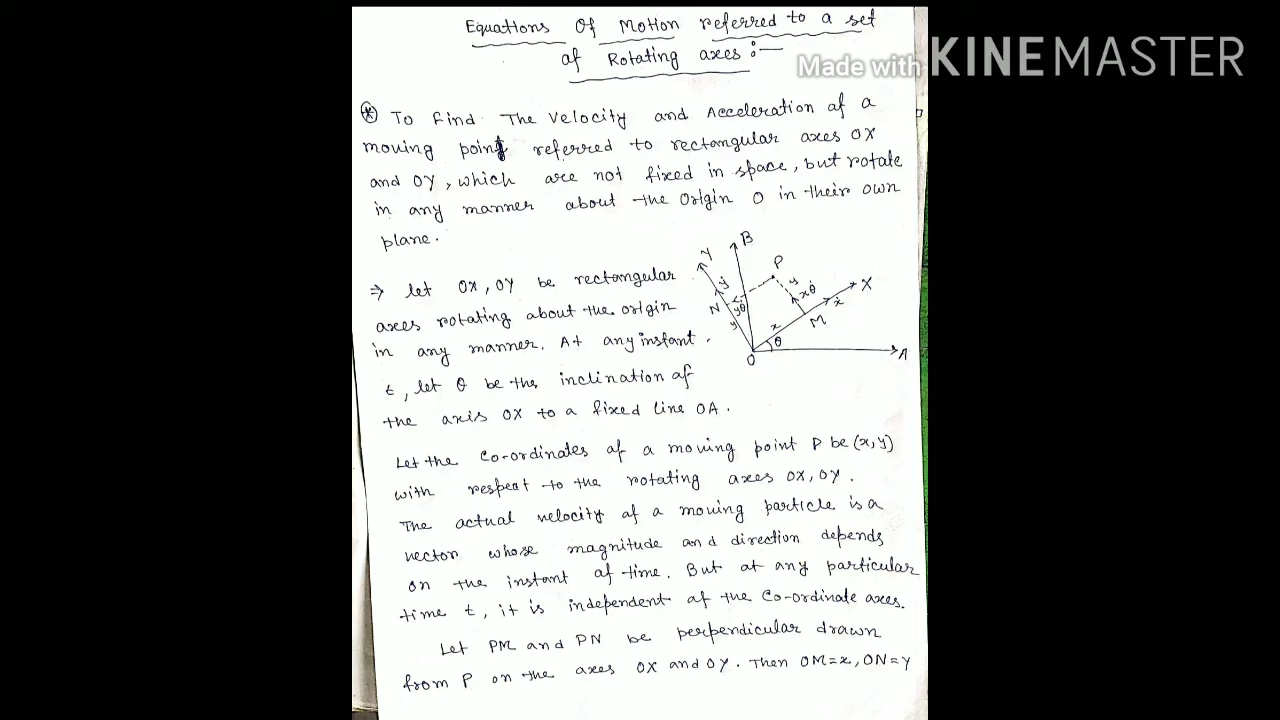 Equations Of Motion referred to a set
of Rotating axes :—
Made with KINEMASTER
* To Find The Velocity and Acceleration of a
moving point referred to rectangular axes OX
and OY, which are not fixed in space, but rotate
in any manner about the origin O in their own
plane.
⇒ let OX, OY be rectangular
axes rotating about the origin
in any manner. At any instant
t, let θ be the inclination of
the axis OX to a fixed line OA.
Y
B
P
X
A
O
M
N
x
y
y
θ
ẋ
ẏ
xθ̇
yθ̇
Let the Co-ordinates of a moving point P be (x, y)
with respect to the rotating axes OX, OY.
The actual velocity of a moving particle is a
vector whose magnitude and direction depends
on the instant of time. But at any particular
time t, it is independent of the Co-ordinate axes.
Let PM and PN be perpendicular drawn
from P on the axes OX and OY. Then OM=x, ON=y